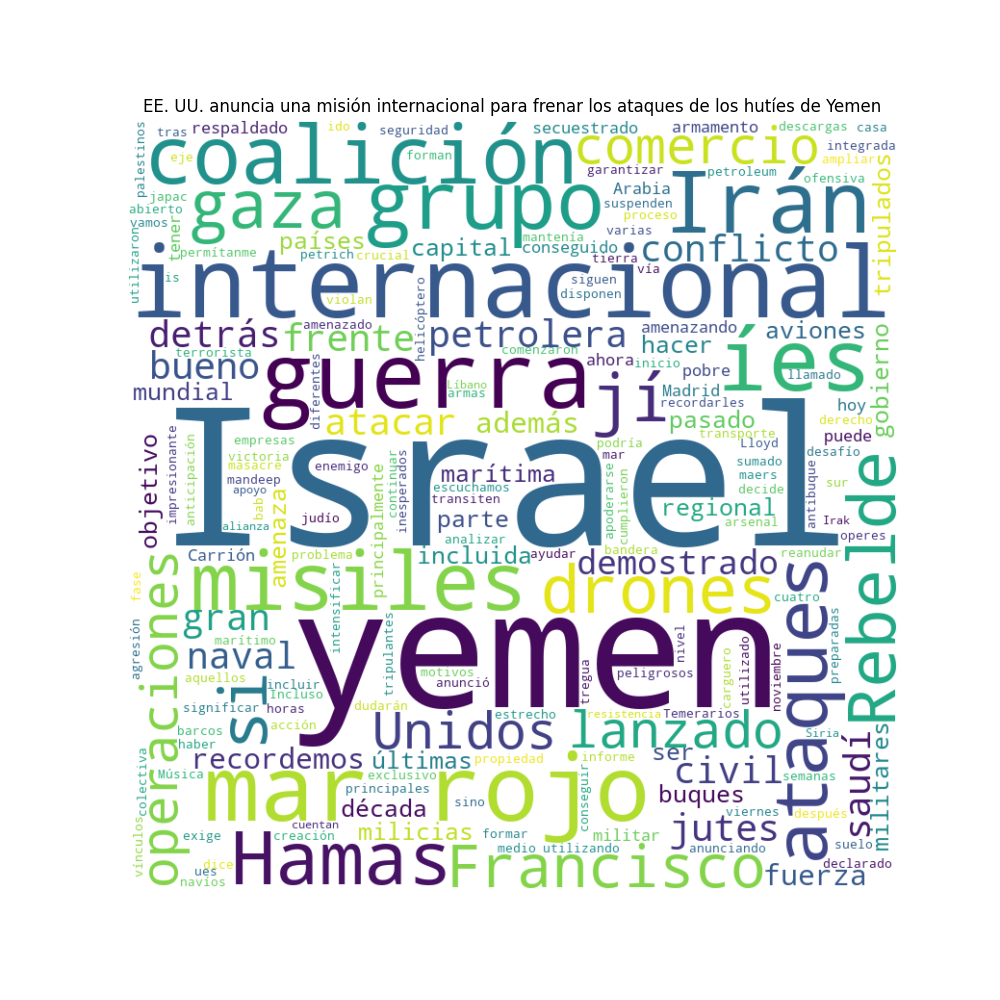 EE. UU. anuncia una misión internacional para frenar los ataques de los hutíes de Yemen
palestinos
tras
respaldado
ido
seguridad
secuestrado
armamento
descargas
casa
eje
coalición
forman
comercio
garantizar
integrada
ampliar
petroleum
ofensiva
japac
abierto
vamos
tener
gaza
grupo
Arabia
suspenden
proceso
Irán
tripulados
utilizaron
permítanme
países
petrich
crucial
capital
mantenía
conseguido
varias
tierra
vía
conflicto
is
internacional
violan
siguen
disponen
helicóptero
detrás
frente
amenazado
petrolera
amenazando
aviones
hacer
terrorista
comenzaron
ahora
inicio
bueno
guerra
jí
íes
gobierno
mundial
diferentes
Líbano
armas
pobre
Madrid
recordarles
llamado
hoy
atacar
además
pasado
derecho
puede
objetivo
impresionante
anticipación
empresas
victoria
masacre
mandeep
apoyo
enemigo
judío
bab
Israel
principalmente
continuar
inesperados
escuchamos
marítima
transiten
podría
mar
apoderarse
cumplieron
transporte
Lloyd
sumado
maers
decide
desafío
sur
antibuque
Irak
operes
regional
arsenal
Rebelde
alianza
parte
analizar
bandera
Carrión
amenaza
problema
incluida
ayudar
demostrado
reanudar
fase
operaciones
misiles
drones
cuatro
ataques
intensificar
gran
marítimo
naval
yemen
preparadas
agresión
aquellos
tripulantes
motivos
anunció
tregua
peligrosos
nivel
carguero
utilizado
noviembre
incluir
Incluso
significar
horas
si
dudarán
acción
barcos
haber
Unidos
estrecho
resistencia
Temerarios
lanzado
Siria
saudí
militares
recordemos
últimas
propiedad
informe
ser
civil
semanas
colectiva
Música
mar rojo
exclusivo
principales
década
sino
conseguir
buques
viernes
después
vínculos
exige
creación
cuentan
milicias
formar
militar
jutes
suelo
anunciando
dice
ues
navíos
Hamas
medio
utilizando
Francisco
fuerza
declarado